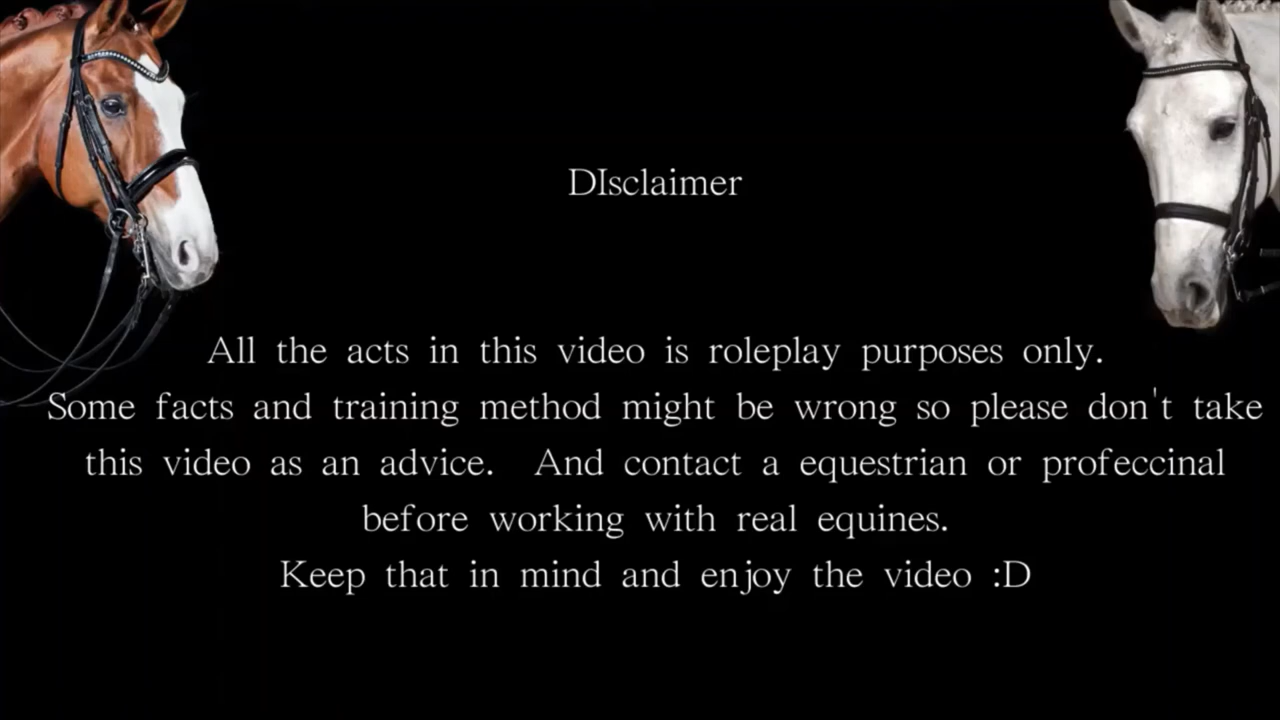 DIsclaimer
All the acts in this video is roleplay purposes only.
Some facts and training method might be wrong so please don't take
this video as an advice. And contact a equestrian or profeccinal
before working with real equines.
Keep that in mind and enjoy the video :D